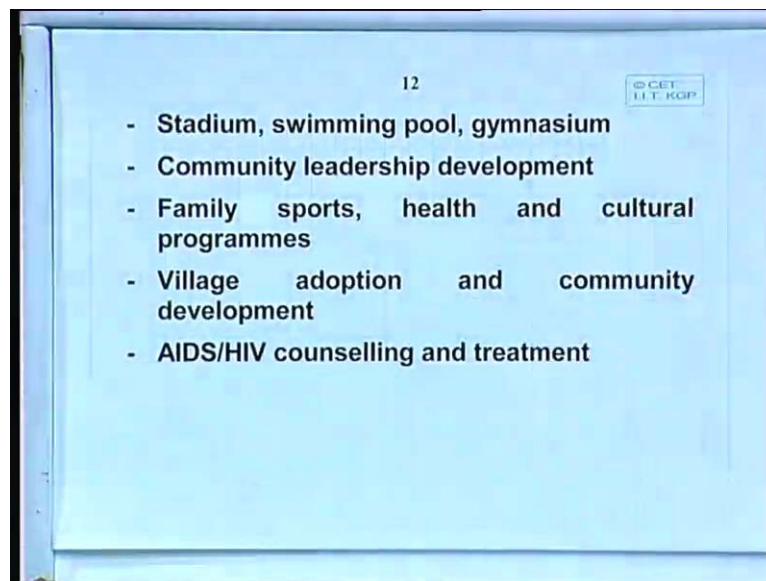 12
© CET
I.I.T. KGP
- Stadium, swimming pool, gymnasium
- Community leadership development
- Family sports, health and cultural
programmes
- Village adoption and community
development
- AIDS/HIV counselling and treatment